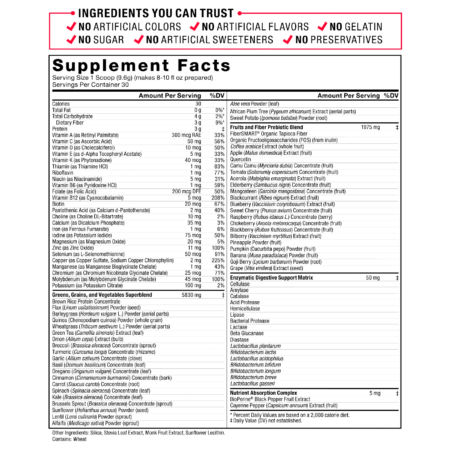 INGREDIENTS YOU CAN TRUST
NO ARTIFICIAL COLORS NO ARTIFICIAL FLAVORS NO GELATIN
NO SUGAR NO ARTIFICIAL SWEETENERS NO PRESERVATIVES
Supplement Facts
Serving Size 1 Scoop (9.6g) (makes 8-10 fl oz prepared)
Servings Per Container 30
Amount Per Serving %DV
Calories 30
Total Fat 0 g 0%*
Total Carbohydrate 4 g 2%*
Dietary Fiber 3 g 9%*
Protein 3 g ‡
Vitamin A (as Retinyl Palmitate) 300 mcg RAE 33%
Vitamin C (as Ascorbic Acid) 50 mg 56%
Vitamin D (as Cholecalciferol) 10 mcg 50%
Vitamin E (as d-Alpha Tocopheryl Acetate) 5 mg 33%
Vitamin K (as Phytonadione) 40 mcg 33%
Thiamin (as Thiamine HCl) 1 mg 83%
Riboflavin 1 mg 77%
Niacin (as Niacinamide) 5 mg 31%
Vitamin B6 (as Pyridoxine HCl) 1 mg 59%
Folate (as Folic Acid) 200 mcg DFE 50%
Vitamin B12 (as Cyanocobalamin) 5 mcg 208%
Biotin 20 mcg 67%
Pantothenic Acid (as Calcium d-Pantothenate) 2 mg 40%
Choline (as Choline DL-Bitartrate) 10 mg 2%
Calcium (as Dicalcium Phosphate) 35 mg 3%
Iron (as Ferrous Fumarate) 1 mg 6%
Iodine (as Potassium Iodide) 75 mcg 50%
Magnesium (as Magnesium Oxide) 20 mg 5%
Zinc (as Zinc Oxide) 11 mg 100%
Selenium (as L-Selenomethionine) 50 mcg 91%
Copper (as Copper Sulfate, Sodium Copper Chlorophyllin) 2 mg 225%
Manganese (as Manganese Bisglycinate Chelate) 1 mg 43%
Chromium (as Chromium Nicotinate Glycinate Chelate) 25 mcg 71%
Molybdenum (as Molybdenum Glycinate Chelate) 45 mcg 100%
Potassium (as Potassium Citrate) 100 mg 2%
Greens, Grains, and Vegetables Superblend 5830 mg ‡
Brown Rice Protein Concentrate
Flax (Linum usitatissimum) Powder (seed)
Barleygrass (Hordeum vulgare L.) Powder (aerial parts)
Quinoa (Chenopodium quinoa) Powder (whole grain)
Wheatgrass (Triticum aestivum L.) Powder (aerial parts)
Green Tea (Camellia sinensis) Extract (leaf)
Onion (Allium cepa) Extract (bulb)
Broccoli (Brassica oleracea) Concentrate (sprout)
Turmeric (Curcuma longa) Concentrate (rhizome)
Garlic (Allium sativum) Concentrate (clove)
Basil (Ocimum basilicum) Concentrate (leaf)
Oregano (Origanum vulgare) Concentrate (leaf)
Cinnamon (Cinnamomum burmannii) Concentrate (bark)
Carrot (Daucus carota) Concentrate (root)
Spinach (Spinacia oleracea) Concentrate (leaf)
Kale (Brassica oleracea) Concentrate (leaf)
Brussels Sprout (Brassica oleracea) Concentrate (sprout)
Sunflower (Helianthus annuus) Powder (seed)
Lentil (Lens culinaris) Powder (sprout)
Alfalfa (Medicago sativa) Powder (sprout)
Amount Per Serving %DV
Aloe vera Powder (leaf)
African Plum Tree (Pygeum africanum) Extract (aerial parts)
Sweet Potato (Ipomoea batatas) Powder (root)
Fruits and Fiber Prebiotic Blend 1975 mg ‡
FiberSMART® Organic Tapioca Fiber
Organic Fructooligosaccharides (FOS) (from inulin)
Coffea arabica Extract (whole fruit)
Apple (Malus domestica) Extract (fruit)
Quercetin
Camu Camu (Myrciaria dubia) Concentrate (fruit)
Tomato (Solanum lycopersicum) Concentrate (fruit)
Acerola (Malpighia emarginata) Extract (fruit)
Elderberry (Sambucus nigra) Concentrate (fruit)
Mangosteen (Garcinia mangostana) Concentrate (fruit)
Blackcurrant (Ribes nigrum) Extract (fruit)
Blueberry (Vaccinium corymbosum) Extract (fruit)
Sweet Cherry (Prunus avium) Concentrate (fruit)
Raspberry (Rubus idaeus L.) Concentrate (berry)
Chokeberry (Aronia melanocarpa) Concentrate (fruit)
Blackberry (Rubus fruticosus) Concentrate (fruit)
Bilberry (Vaccinium myrtillus) Extract (fruit)
Pineapple Powder (fruit)
Pumpkin (Cucurbita pepo) Powder (fruit)
Banana (Musa paradisiaca) Powder (fruit)
Goji Berry (Lycium barbarum) Powder (root)
Grape (Vitis vinifera) Extract (seed)
Enzymatic Digestive Support Matrix 50 mg ‡
Cellulase
Amylase
Catalase
Acid Protease
Hemicellulase
Lipase
Bacterial Protease
Lactase
Beta Glucanase
Diastase
Lactobacillus plantarum
Bifidobacterium lactis
Lactobacillus acidophilus
Bifidobacterium bifidum
Bifidobacterium longum
Bifidobacterium breve
Lactobacillus gasseri
Nutrient Absorption Complex 5 mg ‡
BioPerine® Black Pepper Fruit Extract
Cayenne Pepper (Capsicum annuum) Extract (fruit)
* Percent Daily Values are based on a 2,000 calorie diet.
‡ Daily Value (DV) not established.
Other Ingredients: Silica, Stevia Leaf Extract, Monk Fruit Extract, Sunflower Lecithin.
Contains: Wheat